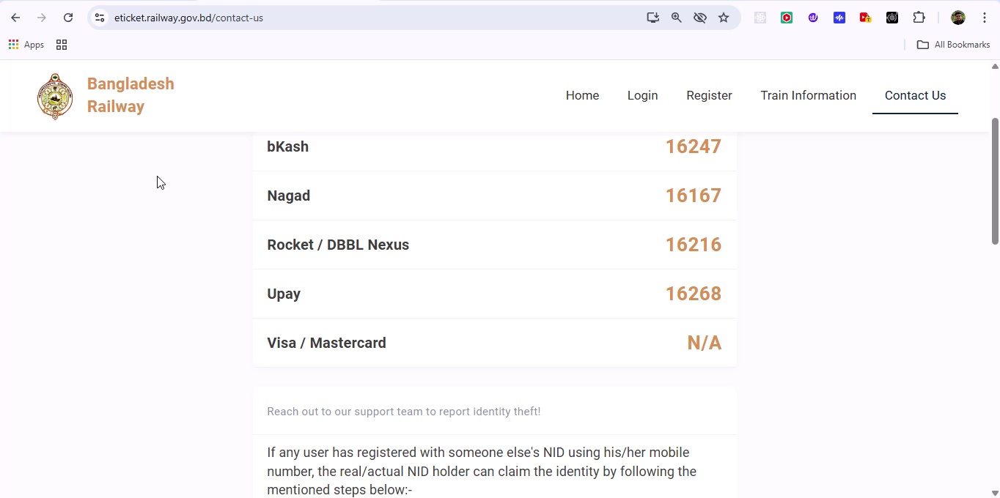 eticket.railway.gov.bd/contact-us
Apps
All Bookmarks
Bangladesh
Railway
Home
Login
Register
Train Information
Contact Us
bKash
16247
Nagad
16167
Rocket / DBBL Nexus
16216
Upay
16268
Visa / Mastercard
N/A
Reach out to our support team to report identity theft!
If any user has registered with someone else's NID using his/her mobile
number, the real/actual NID holder can claim the identity by following the
mentioned steps below:-